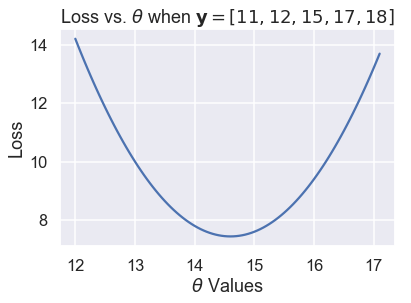 Loss vs. θ when y = [11, 12, 15, 17, 18]
14
12
10
8
Loss
12 13 14 15 16 17
θ Values